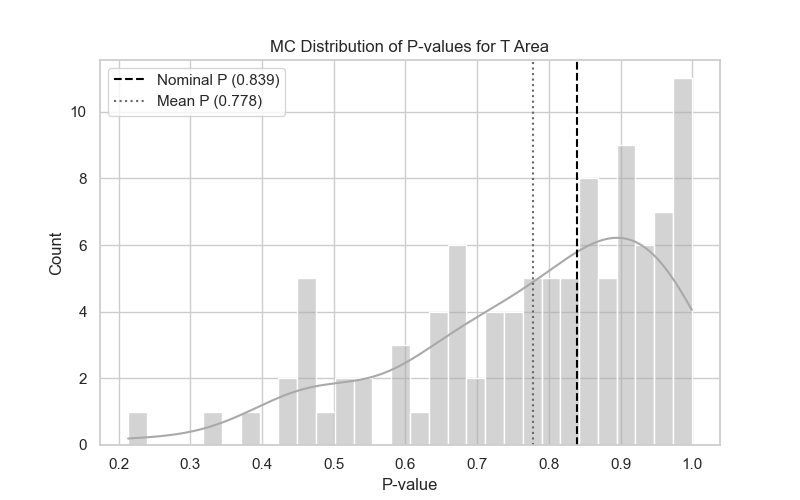 MC Distribution of P-values for T Area
Nominal P (0.839)
Mean P (0.778)
10
8
6
4
2
0
Count
0.2 0.3 0.4 0.5 0.6 0.7 0.8 0.9 1.0
P-value